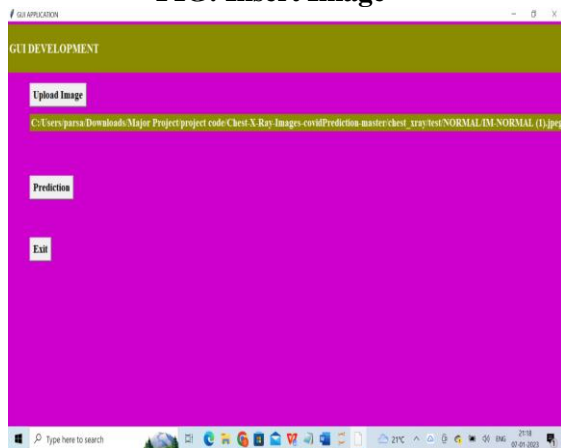 FIG: Insert Image
GUI APPLICATION
GUI DEVELOPMENT
Upload Image
C:/Users/parsa/Downloads/Major Project/project code/Chest-X-Ray-Images-covidPrediction-master/chest_xray/test/NORMAL/IM-NORMAL (1).jpeg
Prediction
Exit
Type here to search
21°C
ENG
21:18
07-01-2023